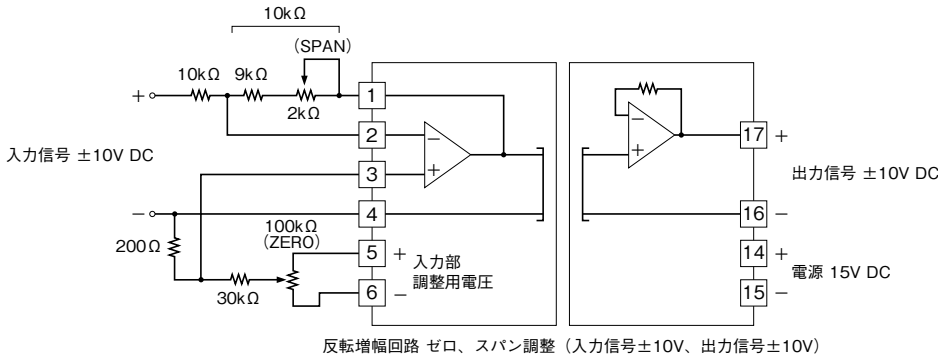 10kΩ
(SPAN)
10kΩ 9kΩ
2kΩ
+
1
2
3
4
5
6
−
+
入力信号 ±10V DC
−
200Ω
30kΩ
100kΩ
(ZERO)
+
−
入力部
調整用電圧
−
+
17 +
出力信号 ±10V DC
16 −
14 +
電源 15V DC
15 −
反転増幅回路 ゼロ、スパン調整（入力信号±10V、出力信号±10V）